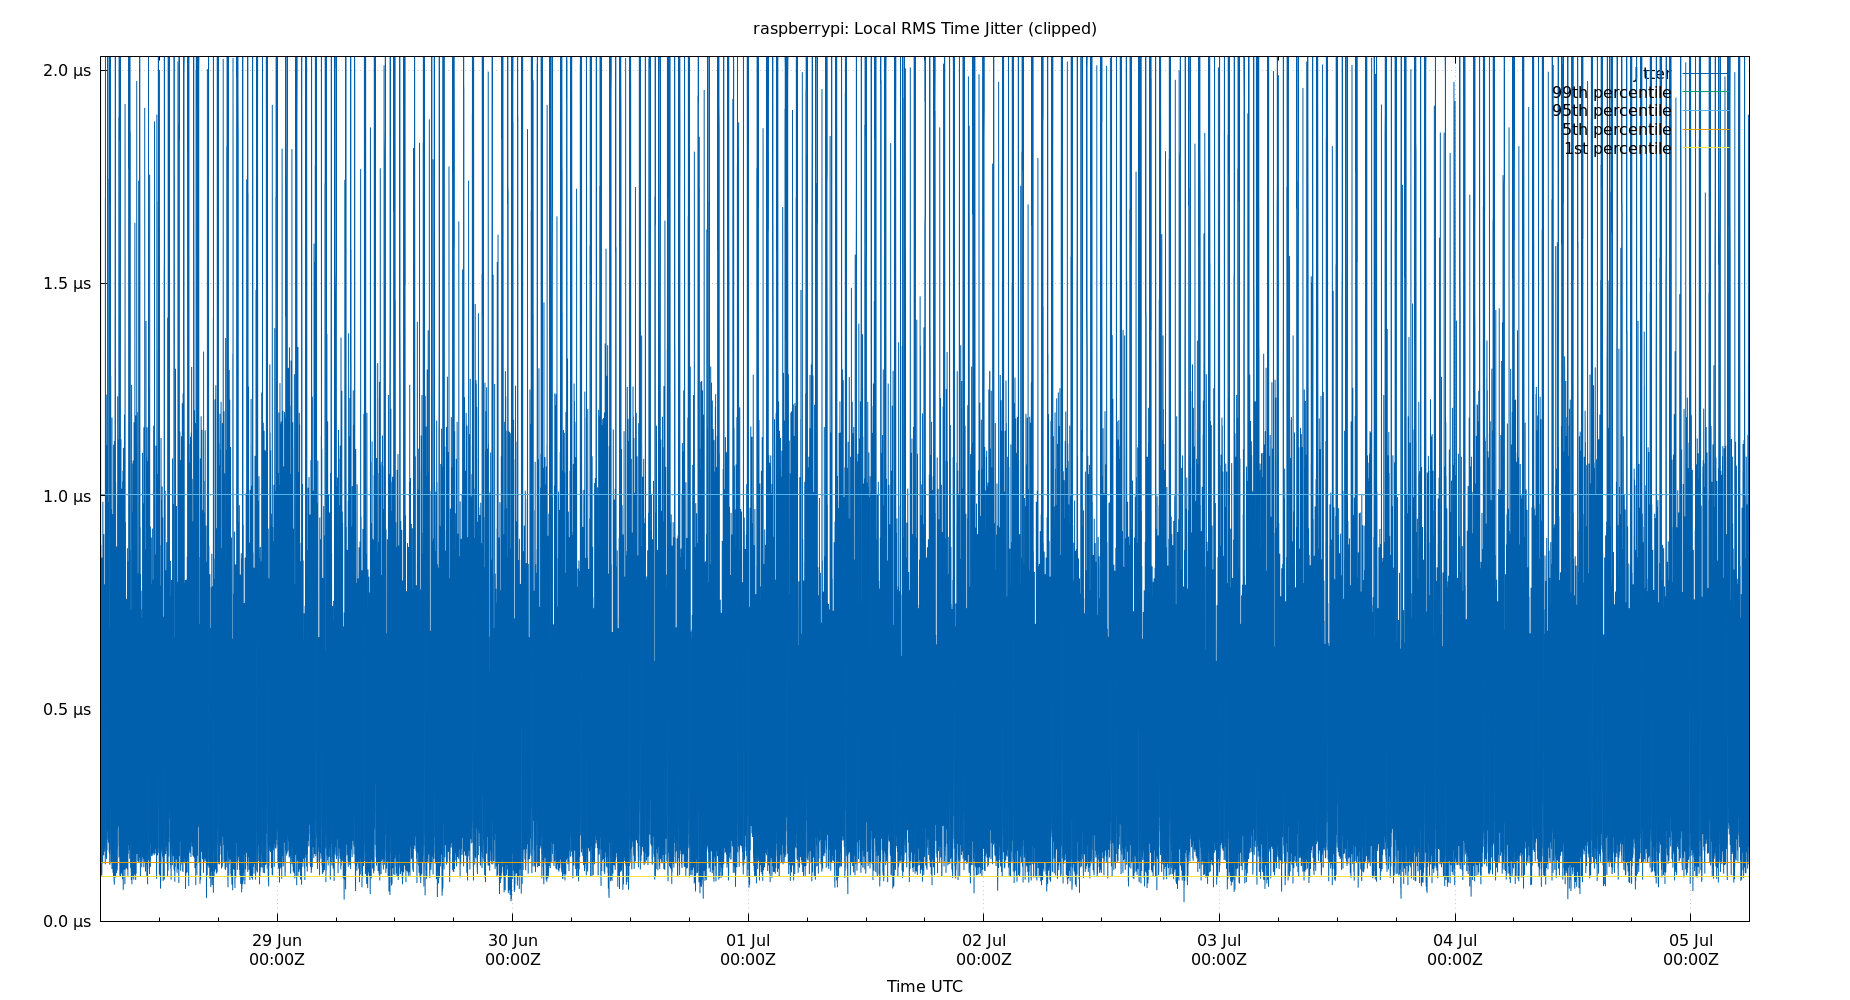 raspberrypi: Local RMS Time Jitter (clipped)
2.0 µs
1.5 µs
1.0 µs
0.5 µs
0.0 µs
jitter
99th percentile
95th percentile
5th percentile
1st percentile
29 Jun
00:00Z
30 Jun
00:00Z
01 Jul
00:00Z
02 Jul
00:00Z
03 Jul
00:00Z
04 Jul
00:00Z
05 Jul
00:00Z
Time UTC